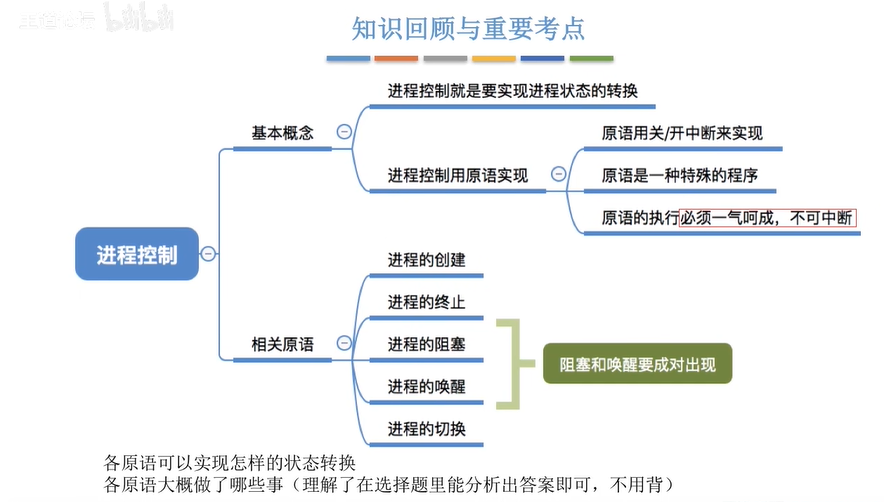 bilibili
知识回顾与重要考点
进程控制
基本概念
进程控制就是要实现进程状态的转换
进程控制用原语实现
原语用关/开中断来实现
原语是一种特殊的程序
原语的执行必须一气呵成，不可中断
相关原语
进程的创建
进程的终止
进程的阻塞
进程的唤醒
进程的切换
阻塞和唤醒要成对出现
各原语可以实现怎样的状态转换
各原语大概做了哪些事（理解了在选择题里能分析出答案即可，不用背）